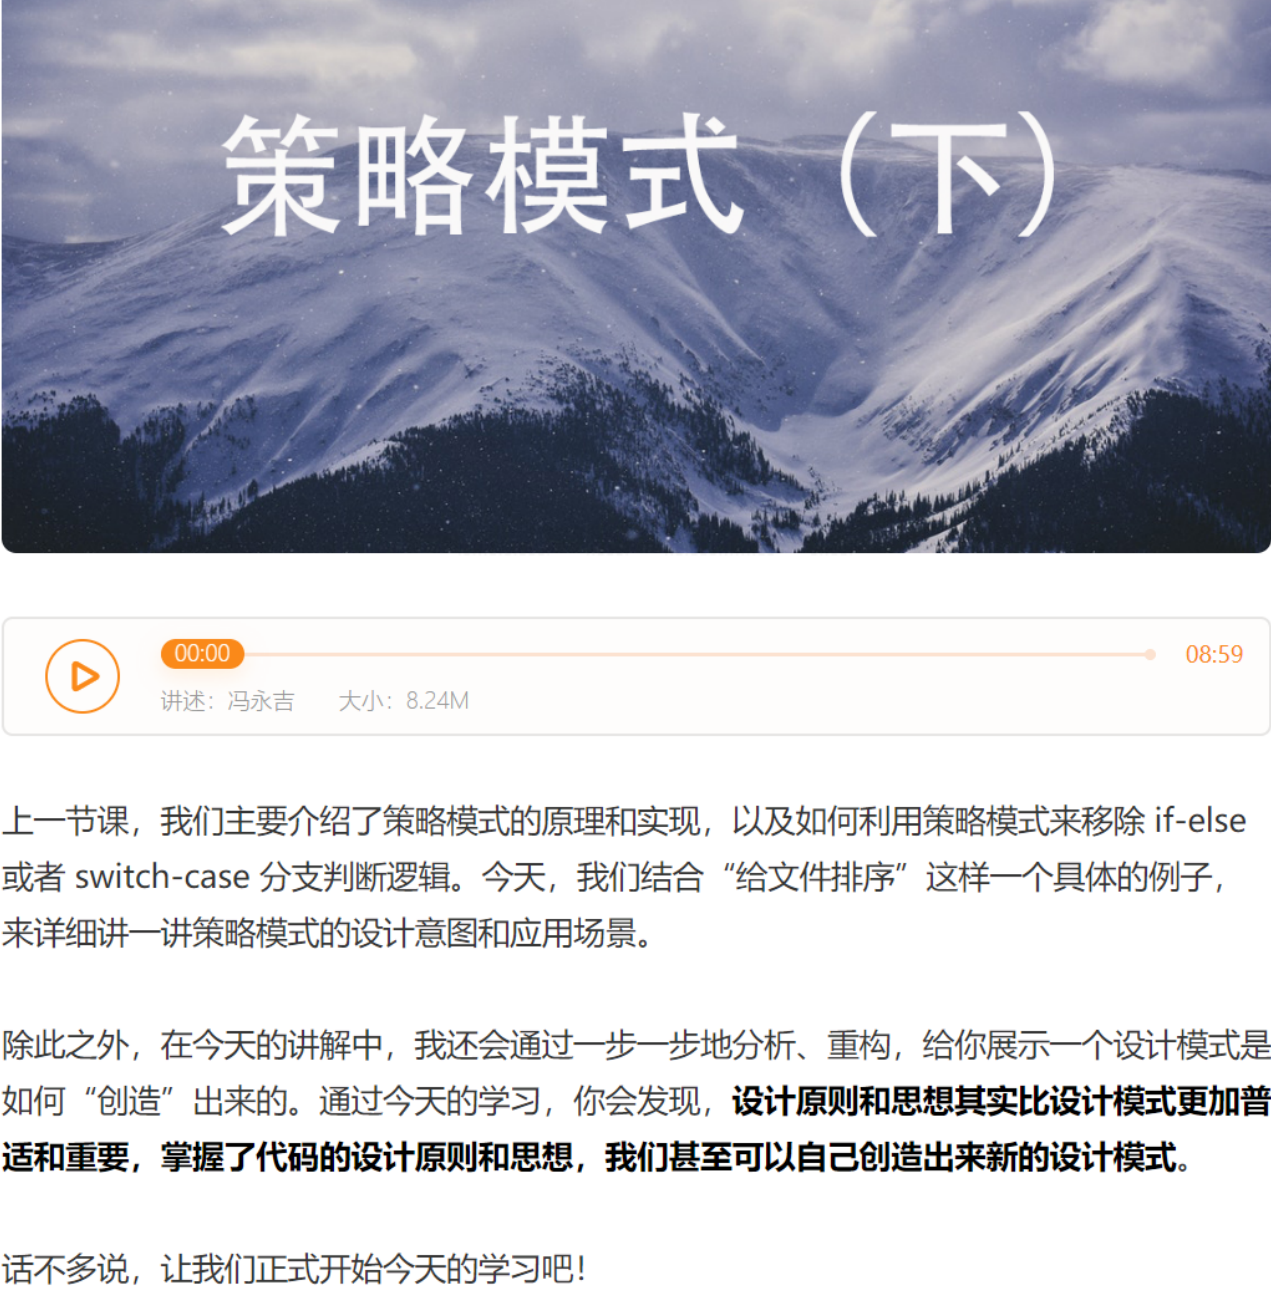 策略模式（下）
00:00
08:59
讲述：冯永吉 大小：8.24M
上一节课，我们主要介绍了策略模式的原理和实现，以及如何利用策略模式来移除 if-else
或者 switch-case 分支判断逻辑。今天，我们结合“给文件排序”这样一个具体的例子，
来详细讲一讲策略模式的设计意图和应用场景。
除此之外，在今天的讲解中，我还会通过一步一步地分析、重构，给你展示一个设计模式是
如何“创造”出来的。通过今天的学习，你会发现，设计原则和思想其实比设计模式更加普
适和重要，掌握了代码的设计原则和思想，我们甚至可以自己创造出来新的设计模式。
话不多说，让我们正式开始今天的学习吧！